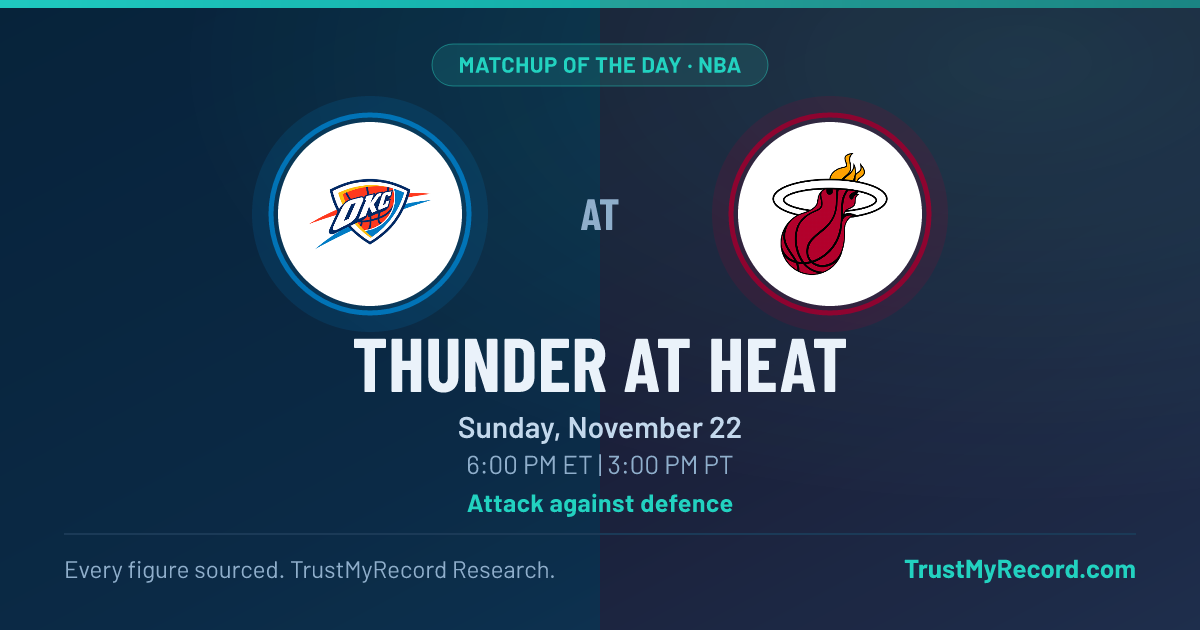 MATCHUP OF THE DAY · NBA
OKC
AT
THUNDER AT HEAT
Sunday, November 22
6:00 PM ET | 3:00 PM PT
Attack against defence
Every figure sourced. TrustMyRecord Research.
TrustMyRecord.com